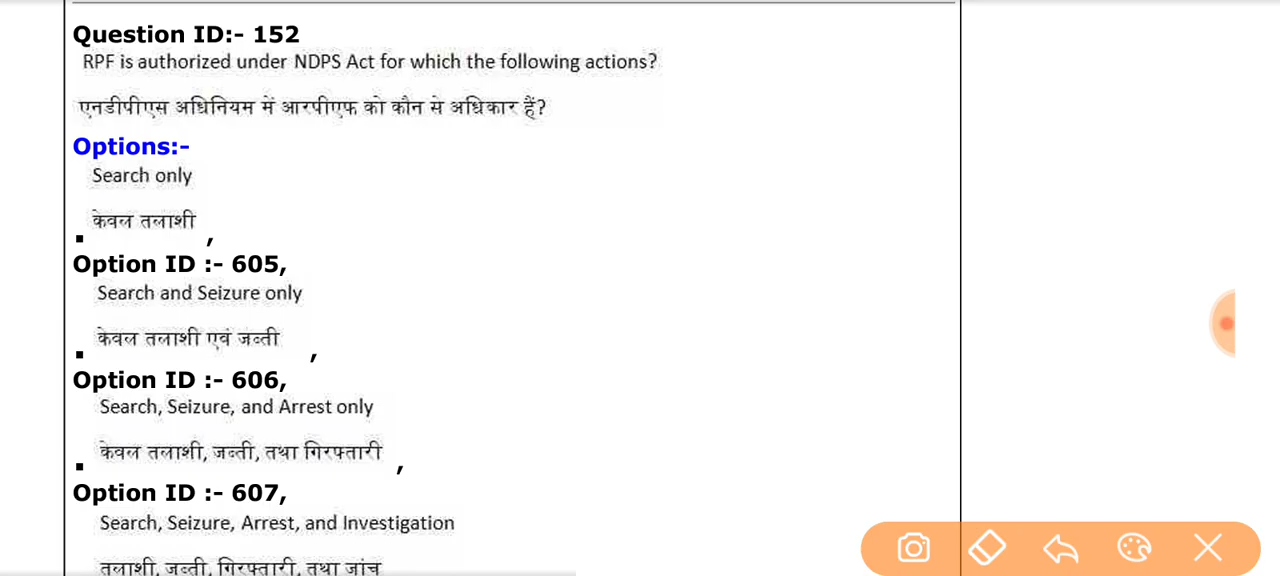 Question ID:- 152
RPF is authorized under NDPS Act for which the following actions?
एनडीपीएस अधिनियम में आरपीएफ को कौन से अधिकार हैं?
Options:-
Search only
केवल तलाशी
,
Option ID :- 605,
Search and Seizure only
केवल तलाशी एवं जब्ती
,
Option ID :- 606,
Search, Seizure, and Arrest only
केवल तलाशी, जब्ती, तथा गिरफ्तारी
,
Option ID :- 607,
Search, Seizure, Arrest, and Investigation
तलाशी, जब्ती, गिरफ्तारी, तथा जांच